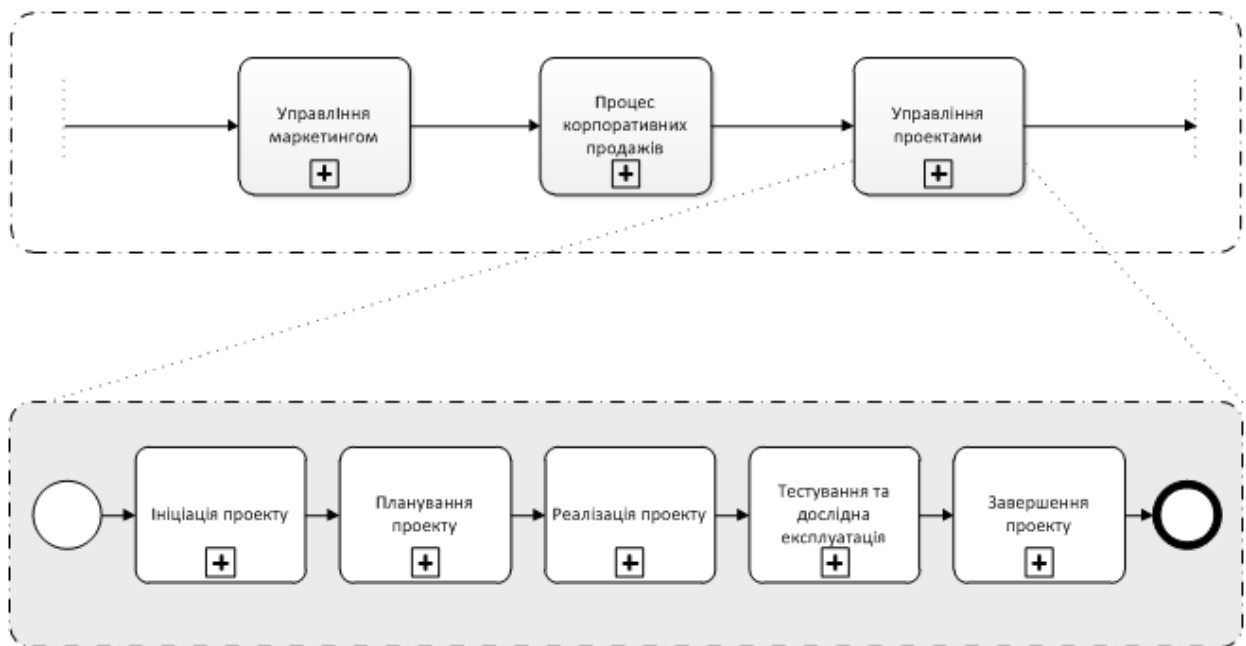 Управління
маркетингом
Процес
корпоративних
продажів
Управління
проектами
Ініціація проекту
Планування
проекту
Реалізація проекту
Тестування та
дослідна
експлуатація
Завершення
проекту